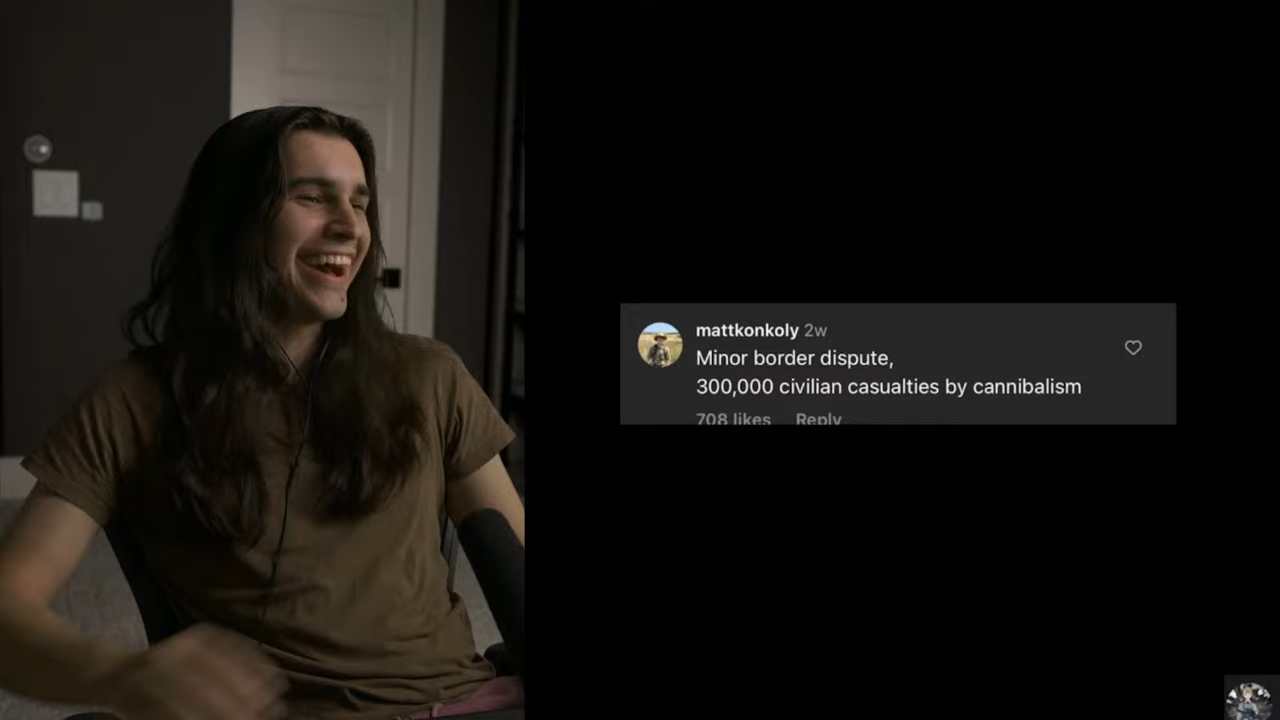 mattkonkoly 2w
Minor border dispute,
300,000 civilian casualties by cannibalism
708 likes Reply